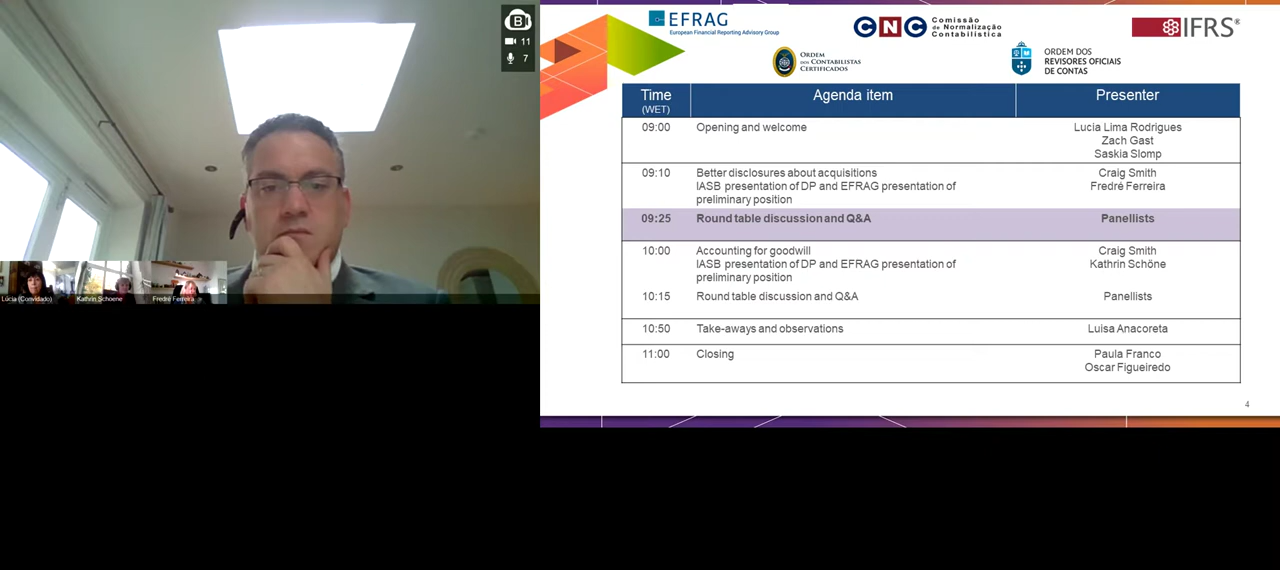 B
11
7
Lúcia (Convidado)
Kathrin Schoene
Fredré Ferreira
EFRAG
European Financial Reporting Advisory Group
CNC Comissão
de Normalização
Contabilística
IFRS®
ORDEM
DOS CONTABILISTAS
CERTIFICADOS
ORDEM DOS
REVISORES OFICIAIS
DE CONTAS
Time Agenda item Presenter
(WET)
09:00 Opening and welcome Lucia Lima Rodrigues
Zach Gast
Saskia Slomp
09:10 Better disclosures about acquisitions Craig Smith
IASB presentation of DP and EFRAG presentation of Fredré Ferreira
preliminary position
09:25 Round table discussion and Q&A Panellists
10:00 Accounting for goodwill Craig Smith
IASB presentation of DP and EFRAG presentation of Kathrin Schöne
preliminary position
10:15 Round table discussion and Q&A Panellists
10:50 Take-aways and observations Luisa Anacoreta
11:00 Closing Paula Franco
Oscar Figueiredo
4